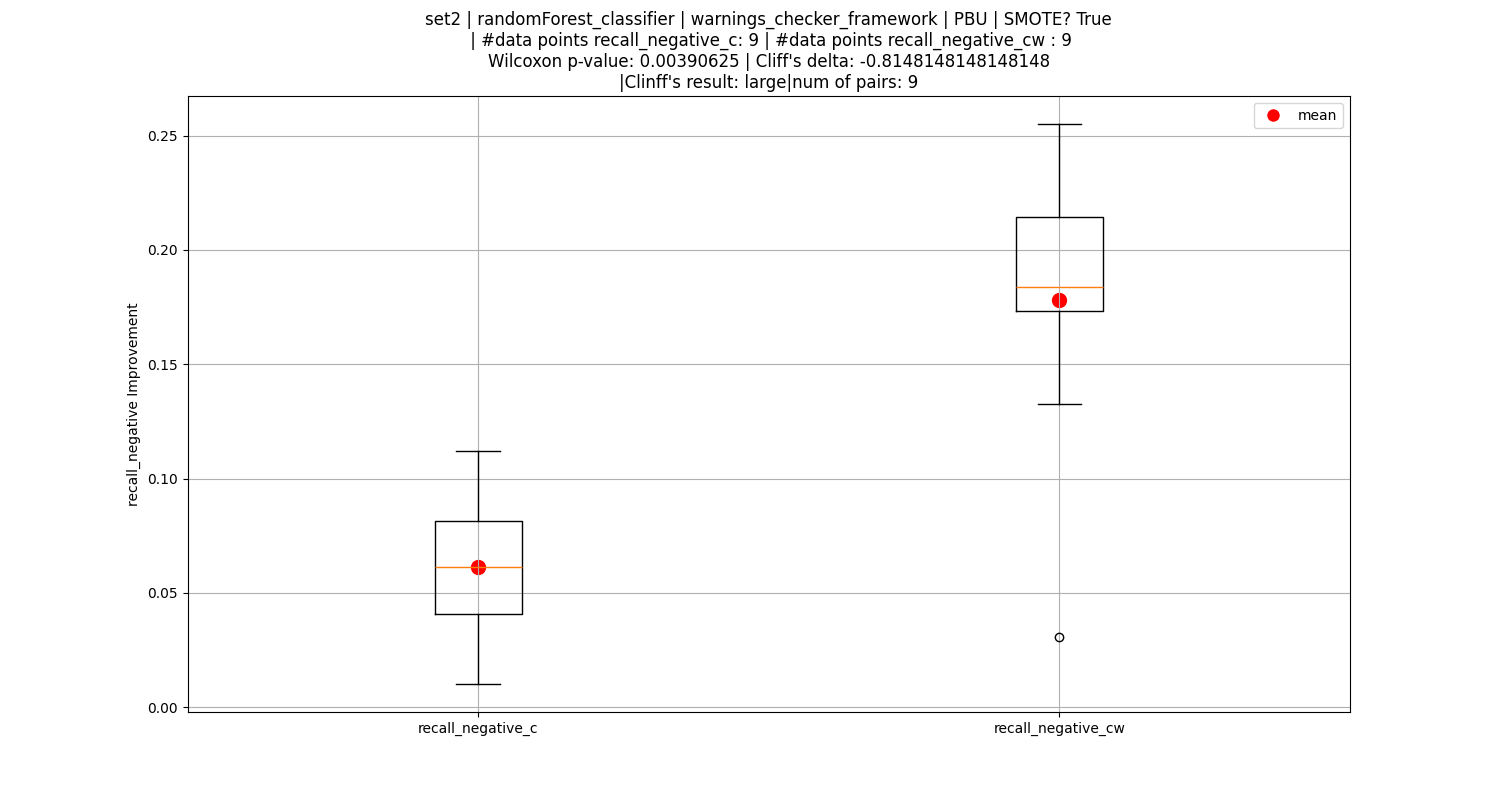 set2 | randomForest_classifier | warnings_checker_framework | PBU | SMOTE? True
| #data points recall_negative_c: 9 | #data points recall_negative_cw : 9
Wilcoxon p-value: 0.00390625 | Cliff's delta: -0.8148148148148148
|Clinff's result: large|num of pairs: 9
mean
0.25
0.20
0.15
0.10
0.05
0.00
recall_negative Improvement
recall_negative_c
recall_negative_cw